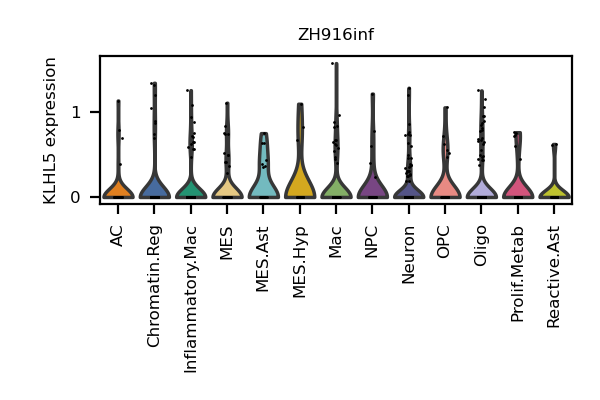 ZH916inf
KLHL5 expression
1
0
AC
Chromatin.Reg
Inflammatory.Mac
MES
MES.Ast
MES.Hyp
Mac
NPC
Neuron
OPC
Oligo
Prolif.Metab
Reactive.Ast